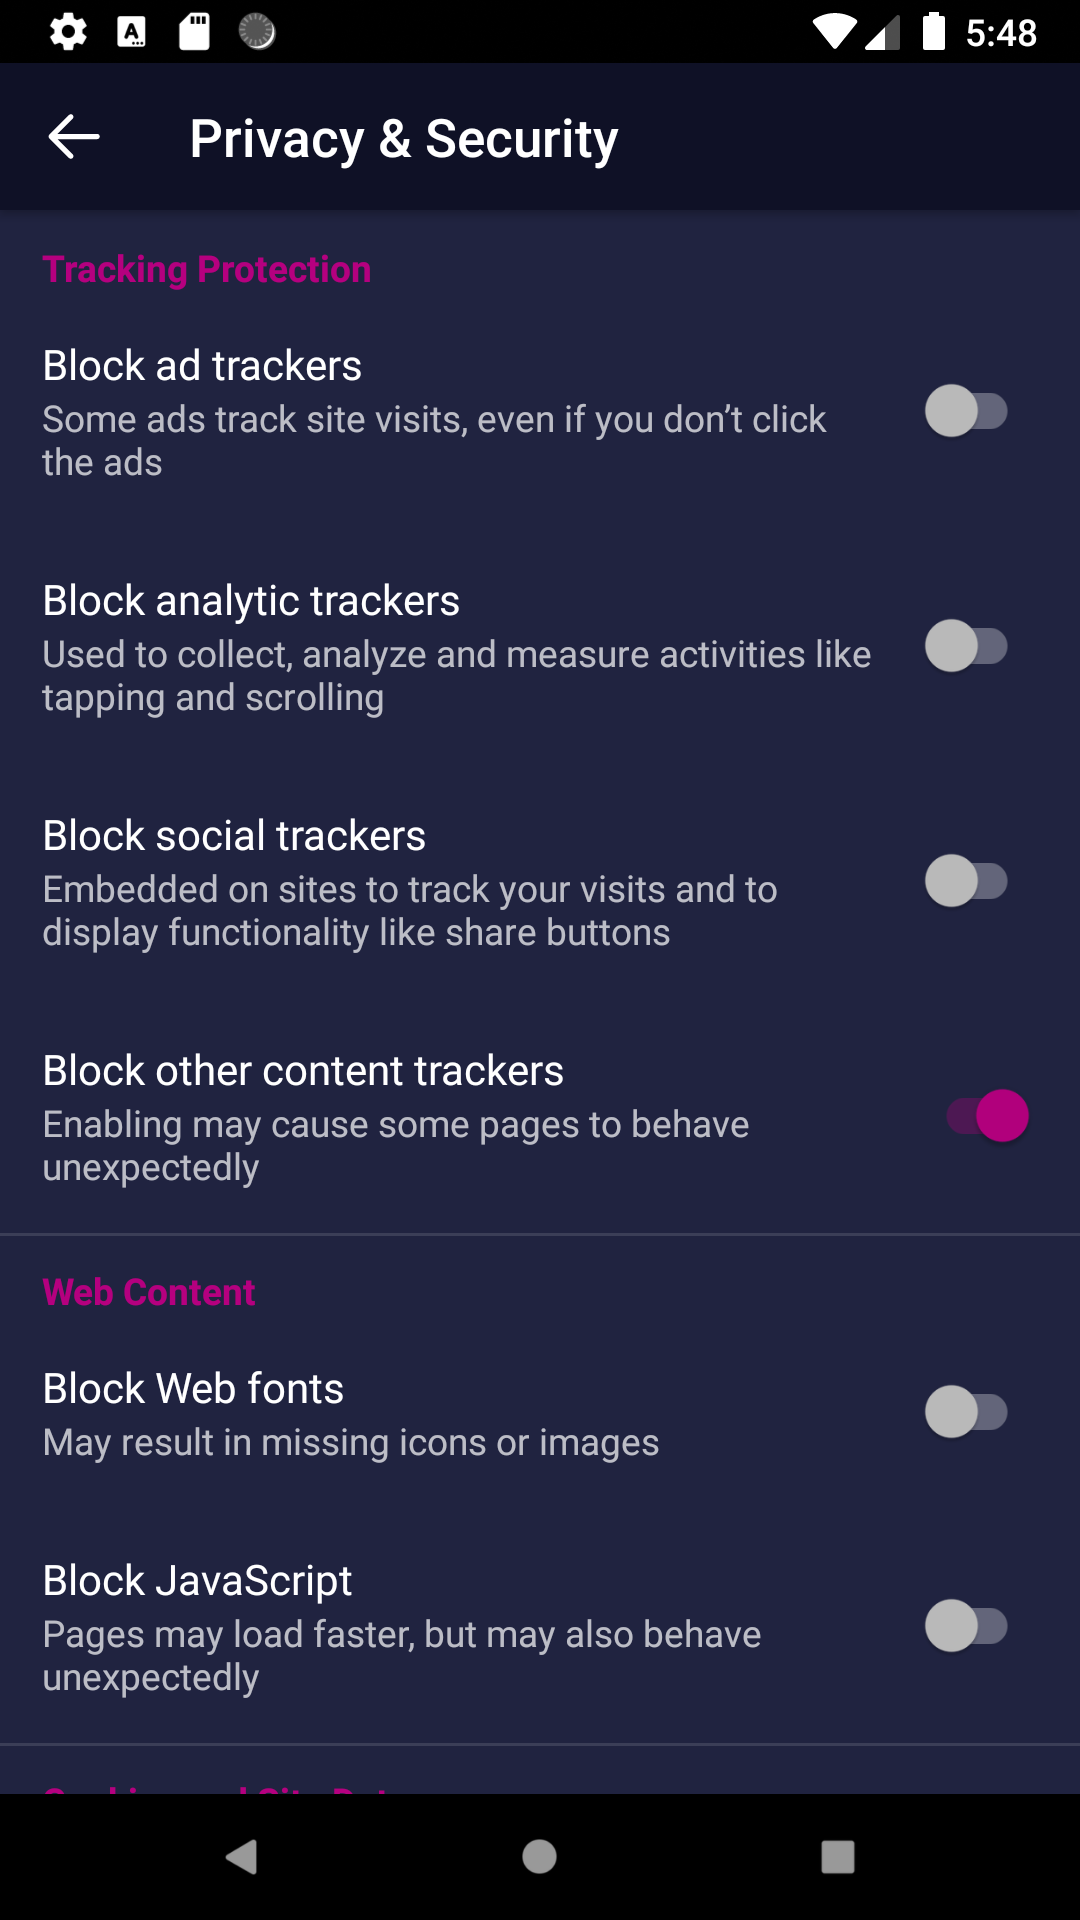 5:48
Privacy & Security
Tracking Protection
Block ad trackers
Some ads track site visits, even if you don’t click
the ads
Block analytic trackers
Used to collect, analyze and measure activities like
tapping and scrolling
Block social trackers
Embedded on sites to track your visits and to
display functionality like share buttons
Block other content trackers
Enabling may cause some pages to behave
unexpectedly
Web Content
Block Web fonts
May result in missing icons or images
Block JavaScript
Pages may load faster, but may also behave
unexpectedly